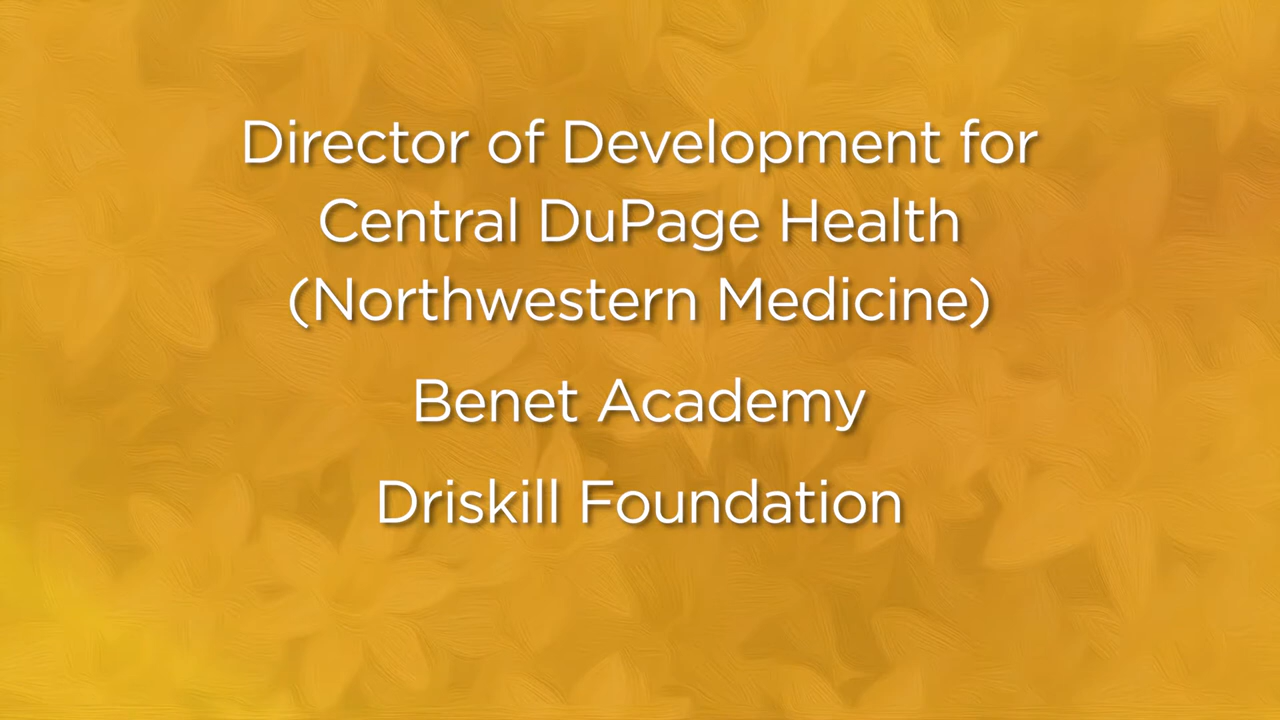 Director of Development for
Central DuPage Health
(Northwestern Medicine)
Benet Academy
Driskill Foundation